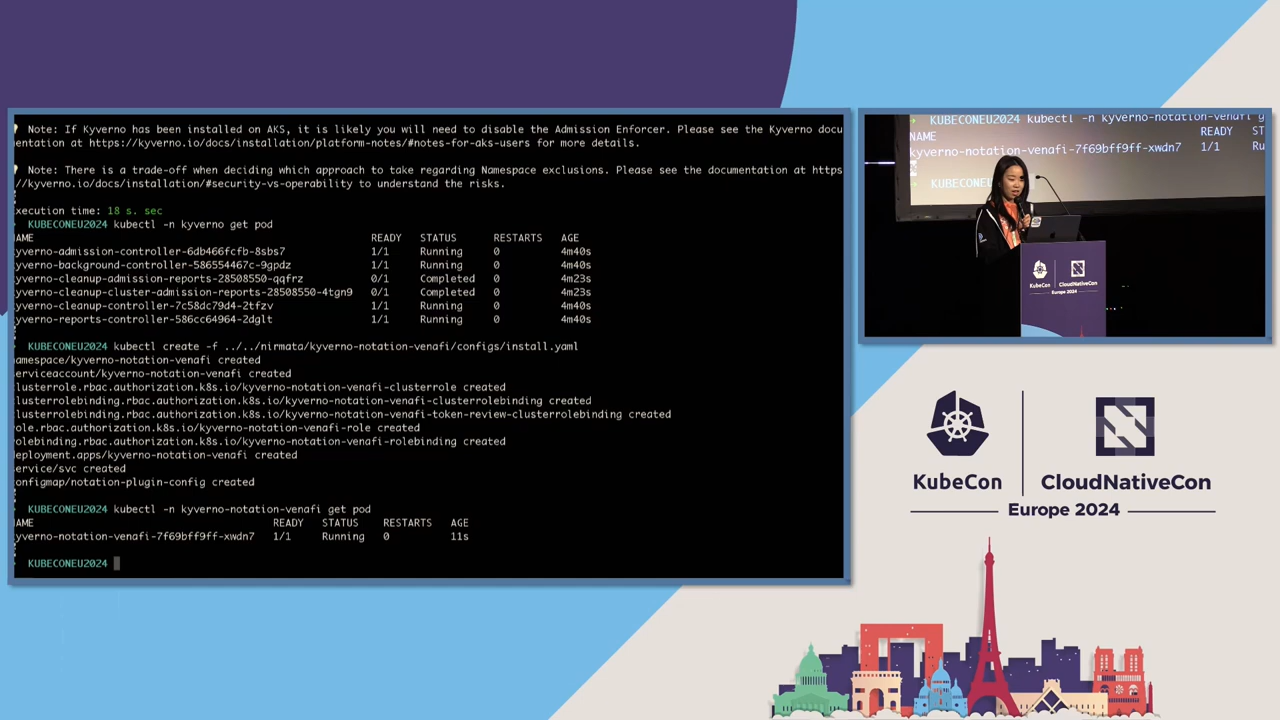 Note: If Kyverno has been installed on AKS, it is likely you will need to disable the Admission Enforcer. Please see the Kyverno docu
entation at https://kyverno.io/docs/installation/platform-notes/#notes-for-aks-users for more details.
Note: There is a trade-off when deciding which approach to take regarding Namespace exclusions. Please see the documentation at https
//kyverno.io/docs/installation/#security-vs-operability to understand the risks.
xecution time: 18 s. sec
KUBECONEU2024 kubectl -n kyverno get pod
AME READY STATUS RESTARTS AGE
yverno-admission-controller-6db466fcfb-8sbs7 1/1 Running 0 4m40s
yverno-background-controller-586554467c-9gpdz 1/1 Running 0 4m40s
yverno-cleanup-admission-reports-28508550-qqfrz 0/1 Completed 0 4m23s
yverno-cleanup-cluster-admission-reports-28508550-4tgn9 0/1 Completed 0 4m23s
yverno-cleanup-controller-7c58dc79d4-2tfzv 1/1 Running 0 4m40s
yverno-reports-controller-586cc64964-2dglt 1/1 Running 0 4m40s
KUBECONEU2024 kubectl create -f ../../nirmata/kyverno-notation-venafi/configs/install.yaml
amespace/kyverno-notation-venafi created
erviceaccount/kyverno-notation-venafi created
lusterrole.rbac.authorization.k8s.io/kyverno-notation-venafi-clusterrole created
lusterrolebinding.rbac.authorization.k8s.io/kyverno-notation-venafi-clusterrolebinding created
lusterrolebinding.rbac.authorization.k8s.io/kyverno-notation-venafi-token-review-clusterrolebinding created
ole.rbac.authorization.k8s.io/kyverno-notation-venafi-role created
olebinding.rbac.authorization.k8s.io/kyverno-notation-venafi-rolebinding created
eployment.apps/kyverno-notation-venafi created
ervice/svc created
onfigmap/notation-plugin-config created
KUBECONEU2024 kubectl -n kyverno-notation-venafi get pod
AME READY STATUS RESTARTS AGE
yverno-notation-venafi-7f69bff9ff-xwdn7 1/1 Running 0 11s
KUBECONEU2024
KUBECONEU2024 kubectl -n kyverno-notation-venafi g
NAME READY ST
kyverno-notation-venafi-7f69bff9ff-xwdn7 1/1 Ru
KUBECONEU
KubeCon CloudNativeCon
Europe 2024
KubeCon CloudNativeCon
Europe 2024